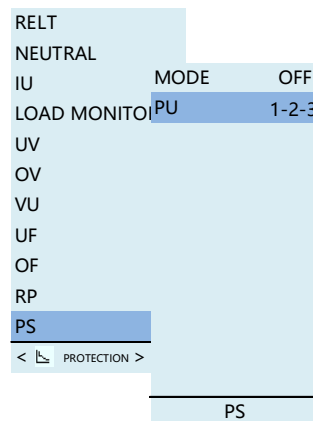 RELT
NEUTRAL
IU
LOAD MONITO
UV
OV
VU
UF
OF
RP
PS
< PROTECTION >
MODE OFF
PU 1-2-3
PS